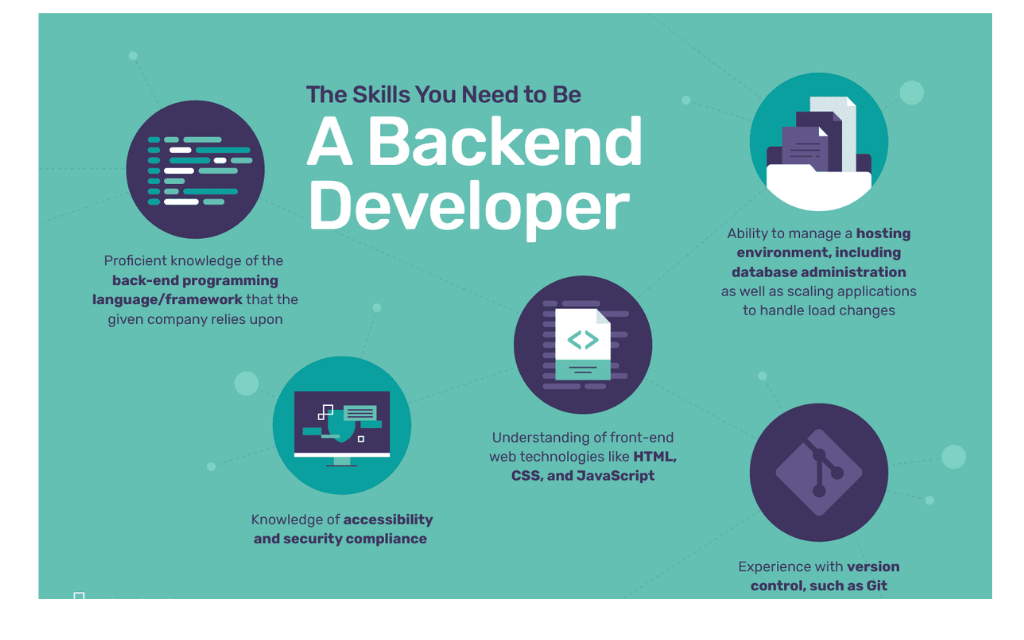 The Skills You Need to Be
A Backend
Developer
Proficient knowledge of the
back-end programming
language/framework that the
given company relies upon
Ability to manage a hosting
environment, including
database administration
as well as scaling applications
to handle load changes
<>
Understanding of front-end
web technologies like HTML,
CSS, and JavaScript
Knowledge of accessibility
and security compliance
Experience with version
control, such as Git